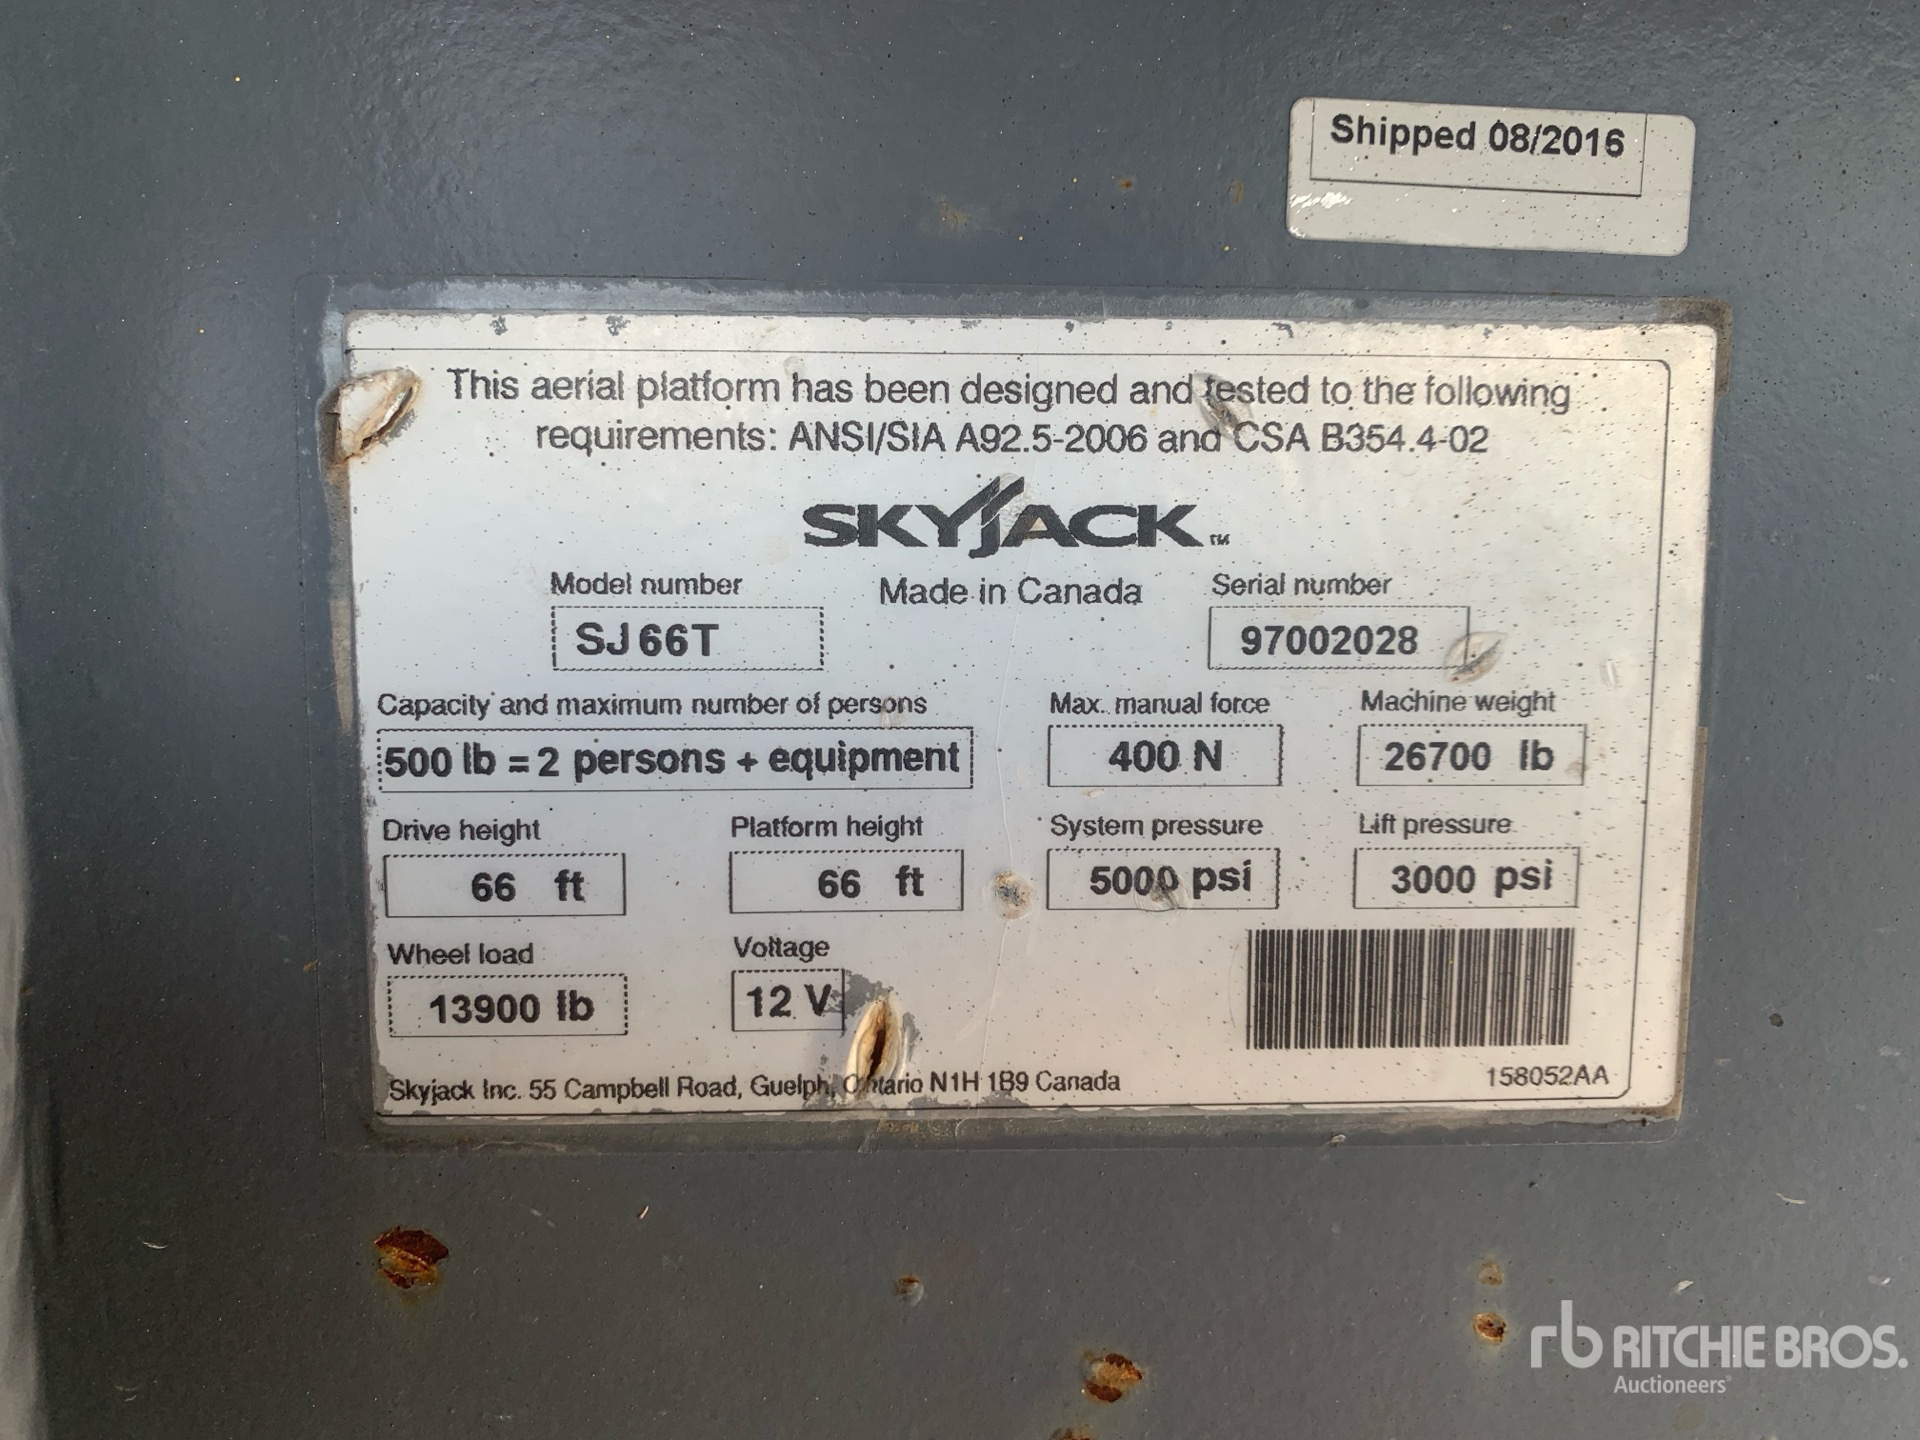 Shipped 08/2016
This aerial platform has been designed and tested to the following
requirements: ANSI/SIA A92.5-2006 and CSA B354.4-02
SKYJACK™
Model number Made in Canada Serial number
SJ66T 97002028
Capacity and maximum number of persons Max. manual force Machine weight
500 lb = 2 persons + equipment 400 N 26700 lb
Drive height Platform height System pressure Lift pressure
66 ft 66 ft 5000 psi 3000 psi
Wheel load Voltage
13900 lb 12 V
Skyjack Inc. 55 Campbell Road, Guelph, Ontario N1H 1B9 Canada 158052AA
rb RITCHIE BROS.
Auctioneers